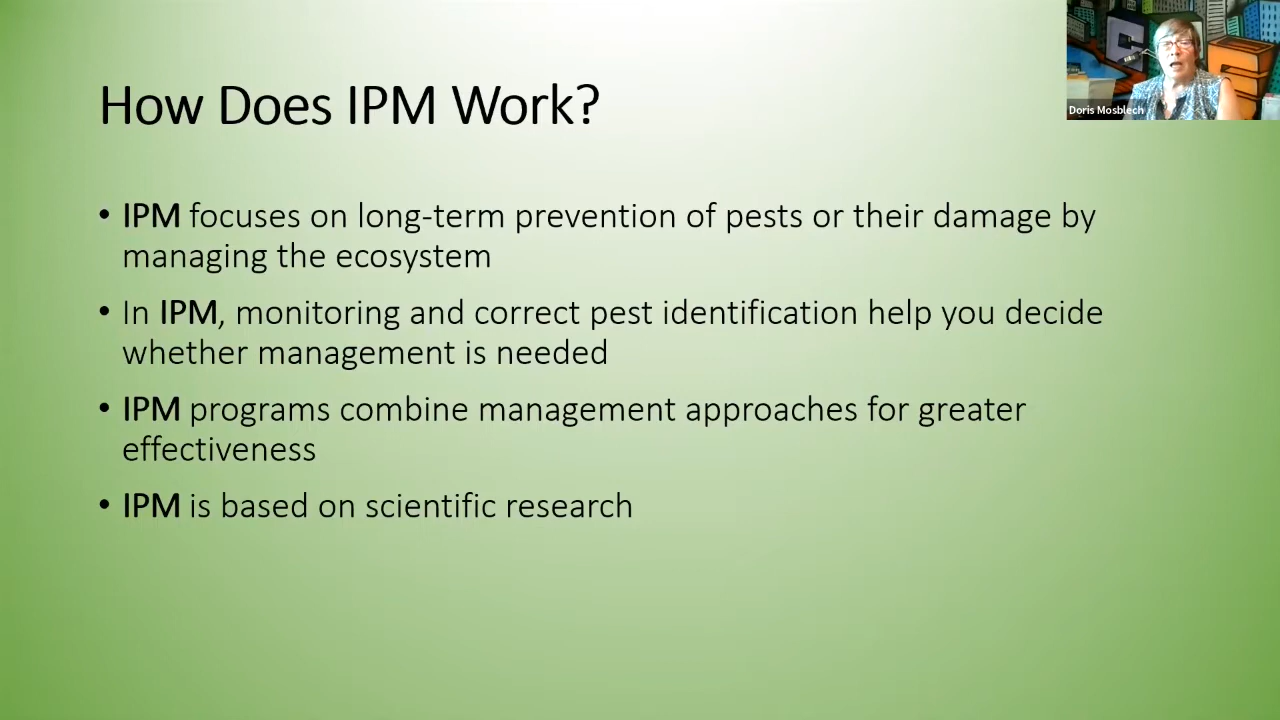 How Does IPM Work?
Doris Mosblech
• IPM focuses on long-term prevention of pests or their damage by
managing the ecosystem
• In IPM, monitoring and correct pest identification help you decide
whether management is needed
• IPM programs combine management approaches for greater
effectiveness
• IPM is based on scientific research